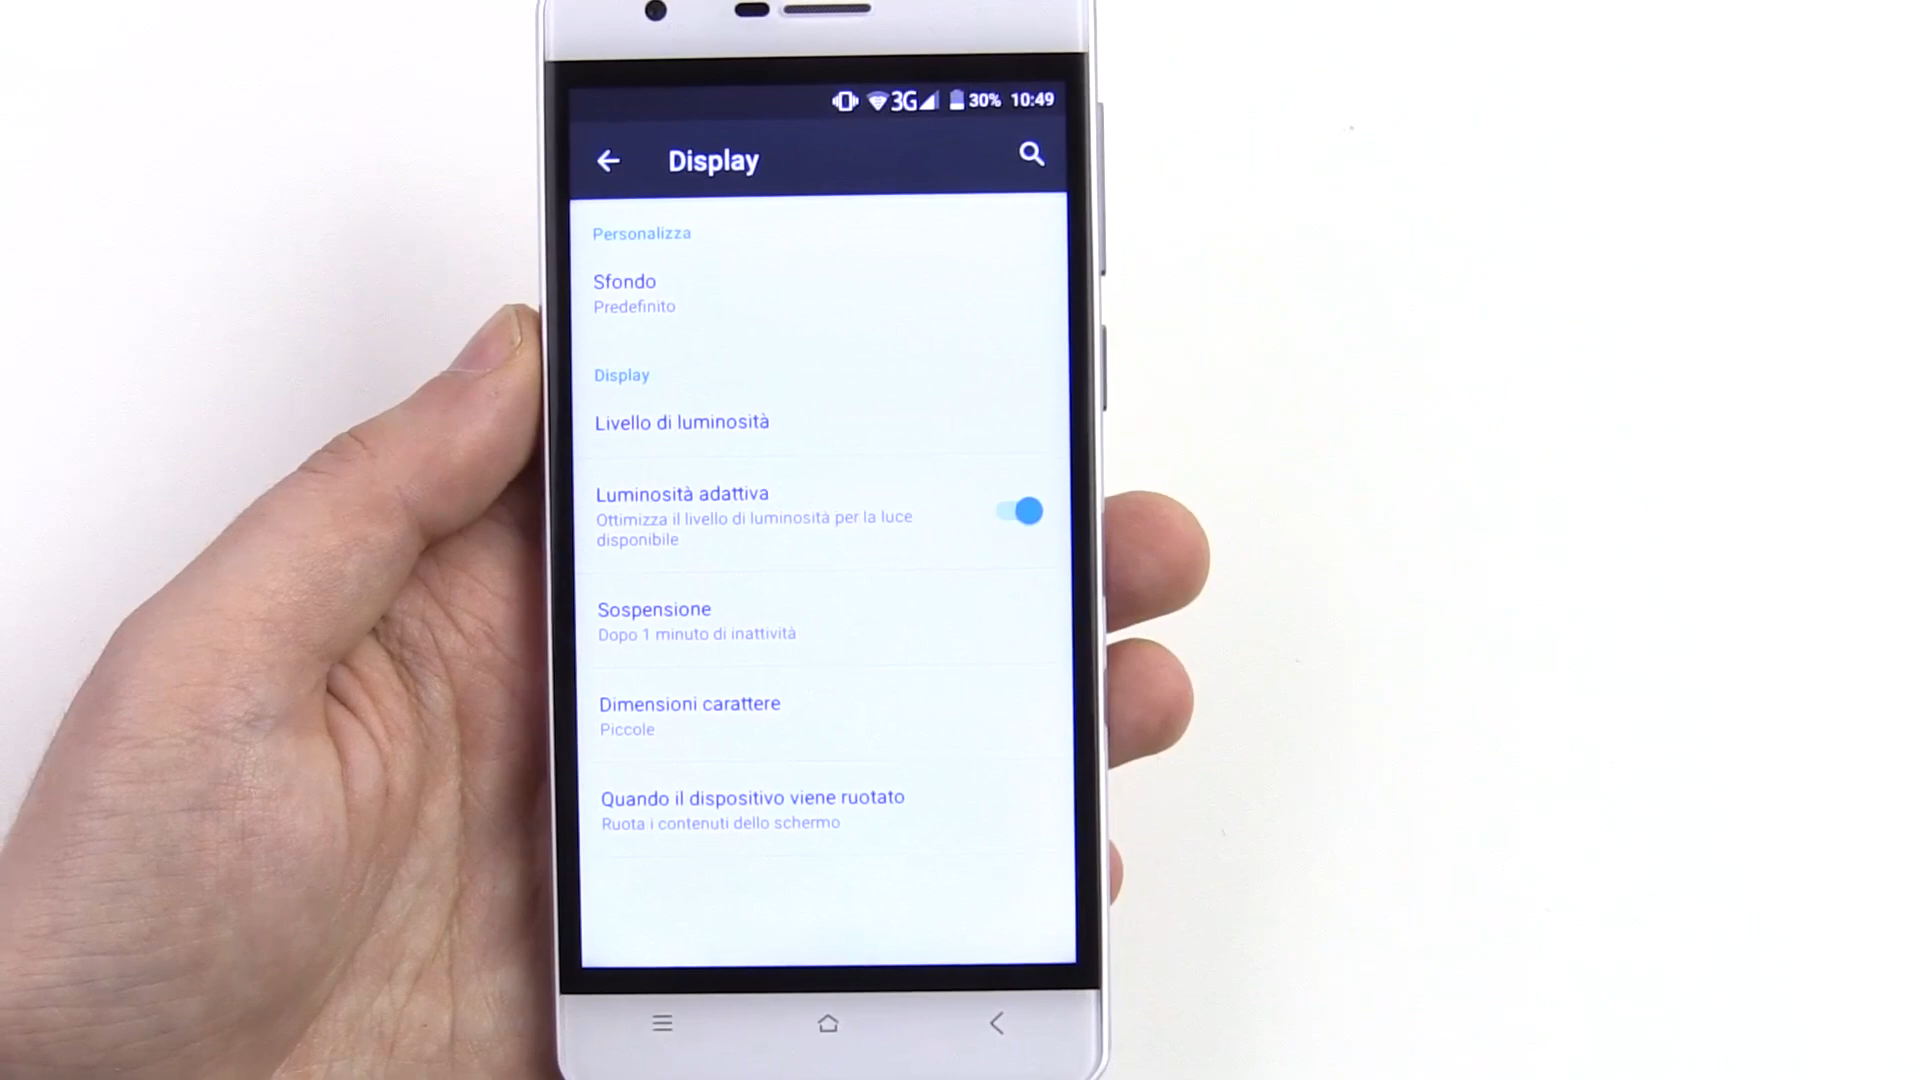 3G 30% 10:49
Display
Personalizza
Sfondo
Predefinito
Display
Livello di luminosità
Luminosità adattiva
Ottimizza il livello di luminosità per la luce
disponibile
Sospensione
Dopo 1 minuto di inattività
Dimensioni carattere
Piccole
Quando il dispositivo viene ruotato
Ruota i contenuti dello schermo